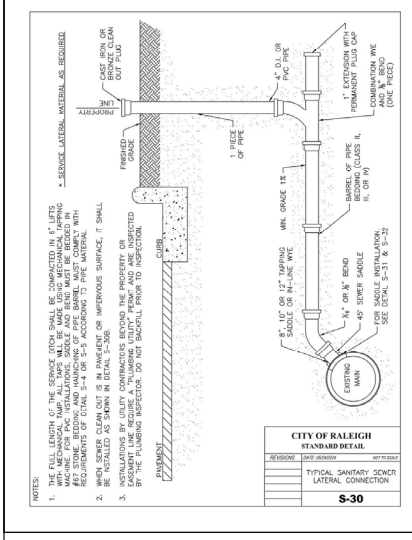 NOTES:
1. THE FULL LENGTH OF THE SERVICE DITCH SHALL BE COMPACTED IN 6" LIFTS
WITH MECHANICAL TAMP. ALL TAPS WILL BE MADE USING MECHANICAL TAPPING
MACHINE. FOR PVC INSTALLATIONS, SADDLE AND BEND MUST BE BEDDED IN
#67 STONE. BEDDING AND HAUNCHING OF PIPE BARREL MUST COMPLY WITH
REQUIREMENTS OF DETAIL S-4 OR S-5 ACCORDING TO PIPE MATERIAL.
2. WHEN SEWER CLEAN OUT IS IN PAVEMENT OR IMPERVIOUS SURFACE, IT SHALL
BE INSTALLED AS SHOWN IN DETAIL S-30B.
3. INSTALLATIONS BY UTILITY CONTRACTORS BEYOND THE PROPERTY OR
EASEMENT LINE REQUIRE A "PLUMBING UTILITY" PERMIT AND ARE INSPECTED
BY THE PLUMBING INSPECTOR. DO NOT BACKFILL PRIOR TO INSPECTION.
* SERVICE LATERAL MATERIAL AS REQUIRED
PAVEMENT
CURB
FINISHED
GRADE
PROPERTY
LINE
CAST IRON OR
BRONZE CLEAN
OUT PLUG
1 PIECE
OF PIPE
4" D.I. OR
PVC PIPE
8", 10" OR 12" TAPPING
SADDLE OR IN-LINE WYE
MIN. GRADE 1%
1' EXTENSION WITH
PERMANENT PLUG CAP
COMBINATION WYE
AND 1/8" BEND
(ONE PIECE)
BARREL OF PIPE
BEDDING (CLASS II,
III, OR IV)
1/16" OR 1/8" BEND
45° SEWER SADDLE
FOR SADDLE INSTALLATION,
SEE DETAIL S-31 & S-32
EXISTING
MAIN
CITY OF RALEIGH
STANDARD DETAIL
REVISIONS
NOT TO SCALE
TYPICAL SANITARY SEWER
LATERAL CONNECTION
S-30